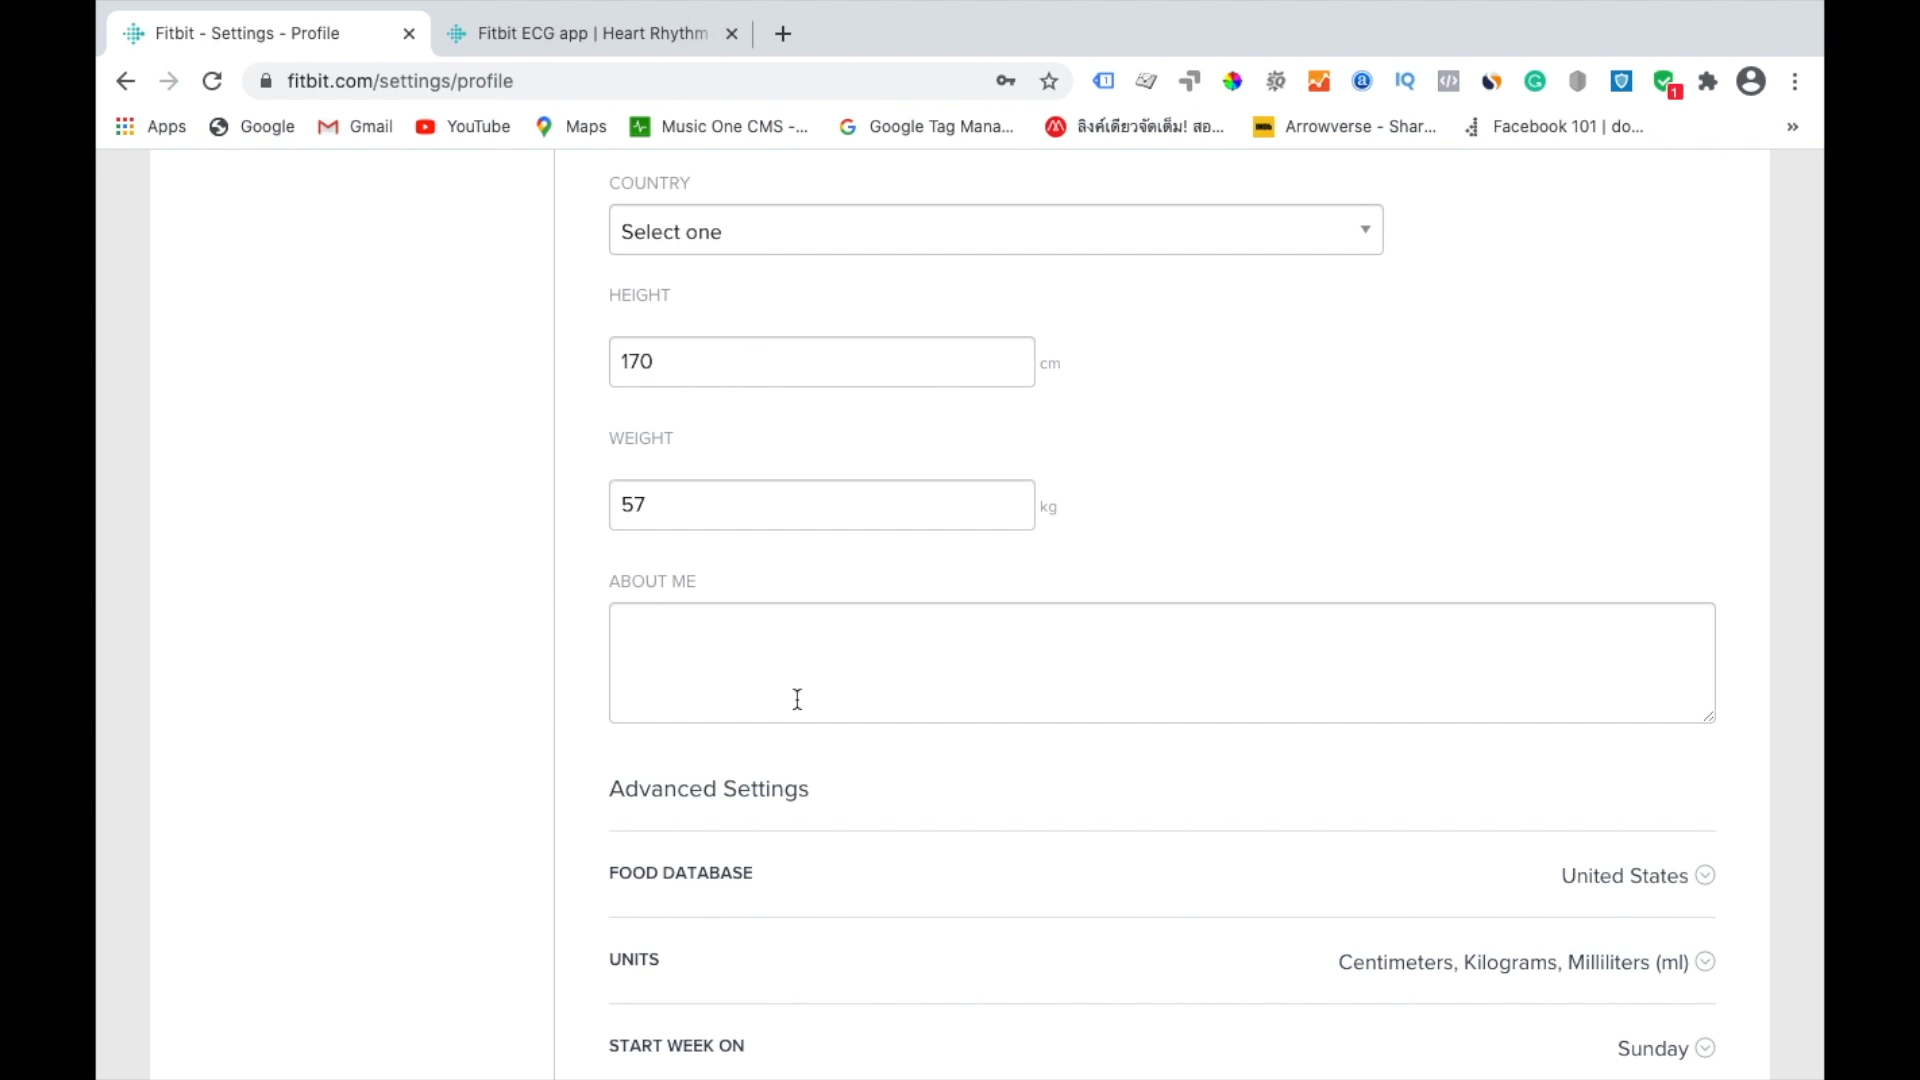 Fitbit - Settings - Profile
Fitbit ECG app | Heart Rhythm
fitbit.com/settings/profile
1
Apps Google Gmail YouTube Maps Music One CMS -... Google Tag Mana... ลิงค์เดียวจัดเต็ม! สอ... Arrowverse - Shar... Facebook 101 | do...
COUNTRY
Select one
HEIGHT
170 cm
WEIGHT
57 kg
ABOUT ME
Advanced Settings
FOOD DATABASE United States
UNITS Centimeters, Kilograms, Milliliters (ml)
START WEEK ON Sunday